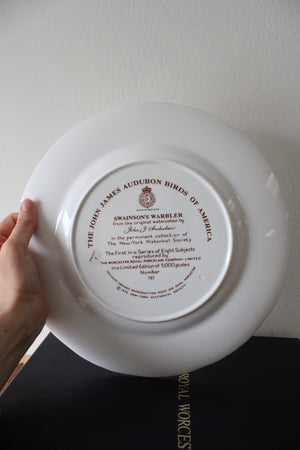 THE JOHN JAMES AUDUBON BIRDS OF AMERICA
SWAINSON'S WARBLER
from the original watercolour by
John J Audubon
in the permanent collection of
The New-York Historical Society
The First in a Series of Eight Subjects
reproduced by
THE WORCESTER ROYAL PORCELAIN COMPANY LIMITED
in a Limited Edition of 5,000 plates.
Number
ROYAL WORCES